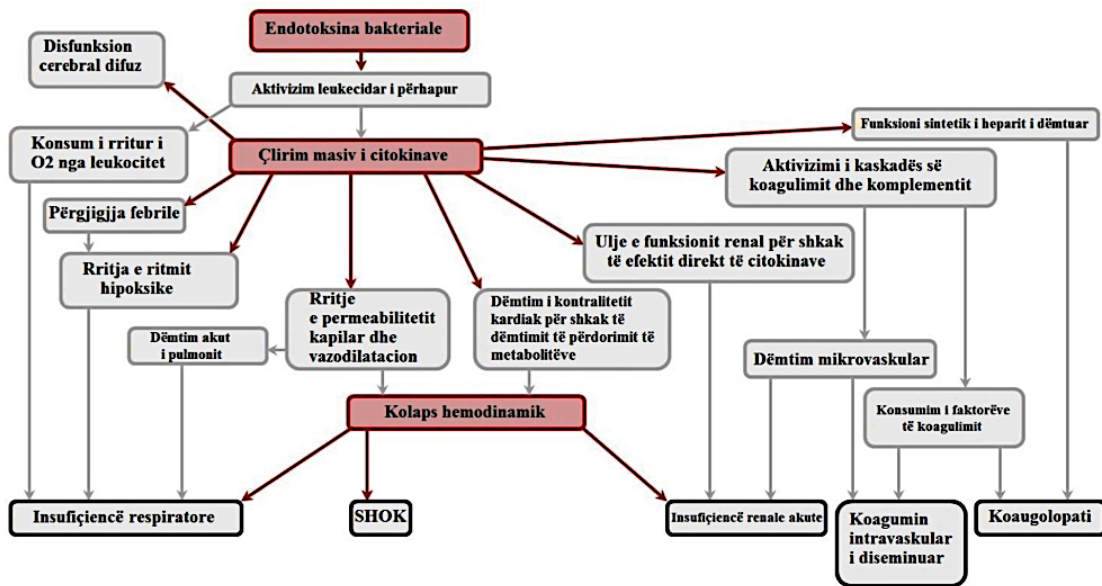 Endotoksina bakteriale
Disfunksion
cerebral difuz
Aktivizim leukecidar i përhapur
Funksioni sintetik i heparit i dëmtuar
Konsum i rritur i
O2 nga leukocitet
Çlirim masiv i citokinave
Aktivizimi i kaskadës së
koagulimit dhe komplementit
Përgjigjja febrile
Ulje e funksionit renal për shkak
të efektit direkt të citokinave
Rritja e ritmit
hipoksike
Rritje
e permeabilitetit
kapilar dhe
vazodilatacion
Dëmtim i kontralitetit
kardiak për shkak të
dëmtimit të përdorimit të
metabolitëve
Dëmtim akut
i pulmonit
Dëmtim mikrovaskular
Kolaps hemodinamik
Konsumim i faktorëve
të koagulimit
Insufiçiencë respiratore
SHOK
Insufiçiencë renale akute
Koagumin
intravaskular
i diseminuar
Koaugolopati